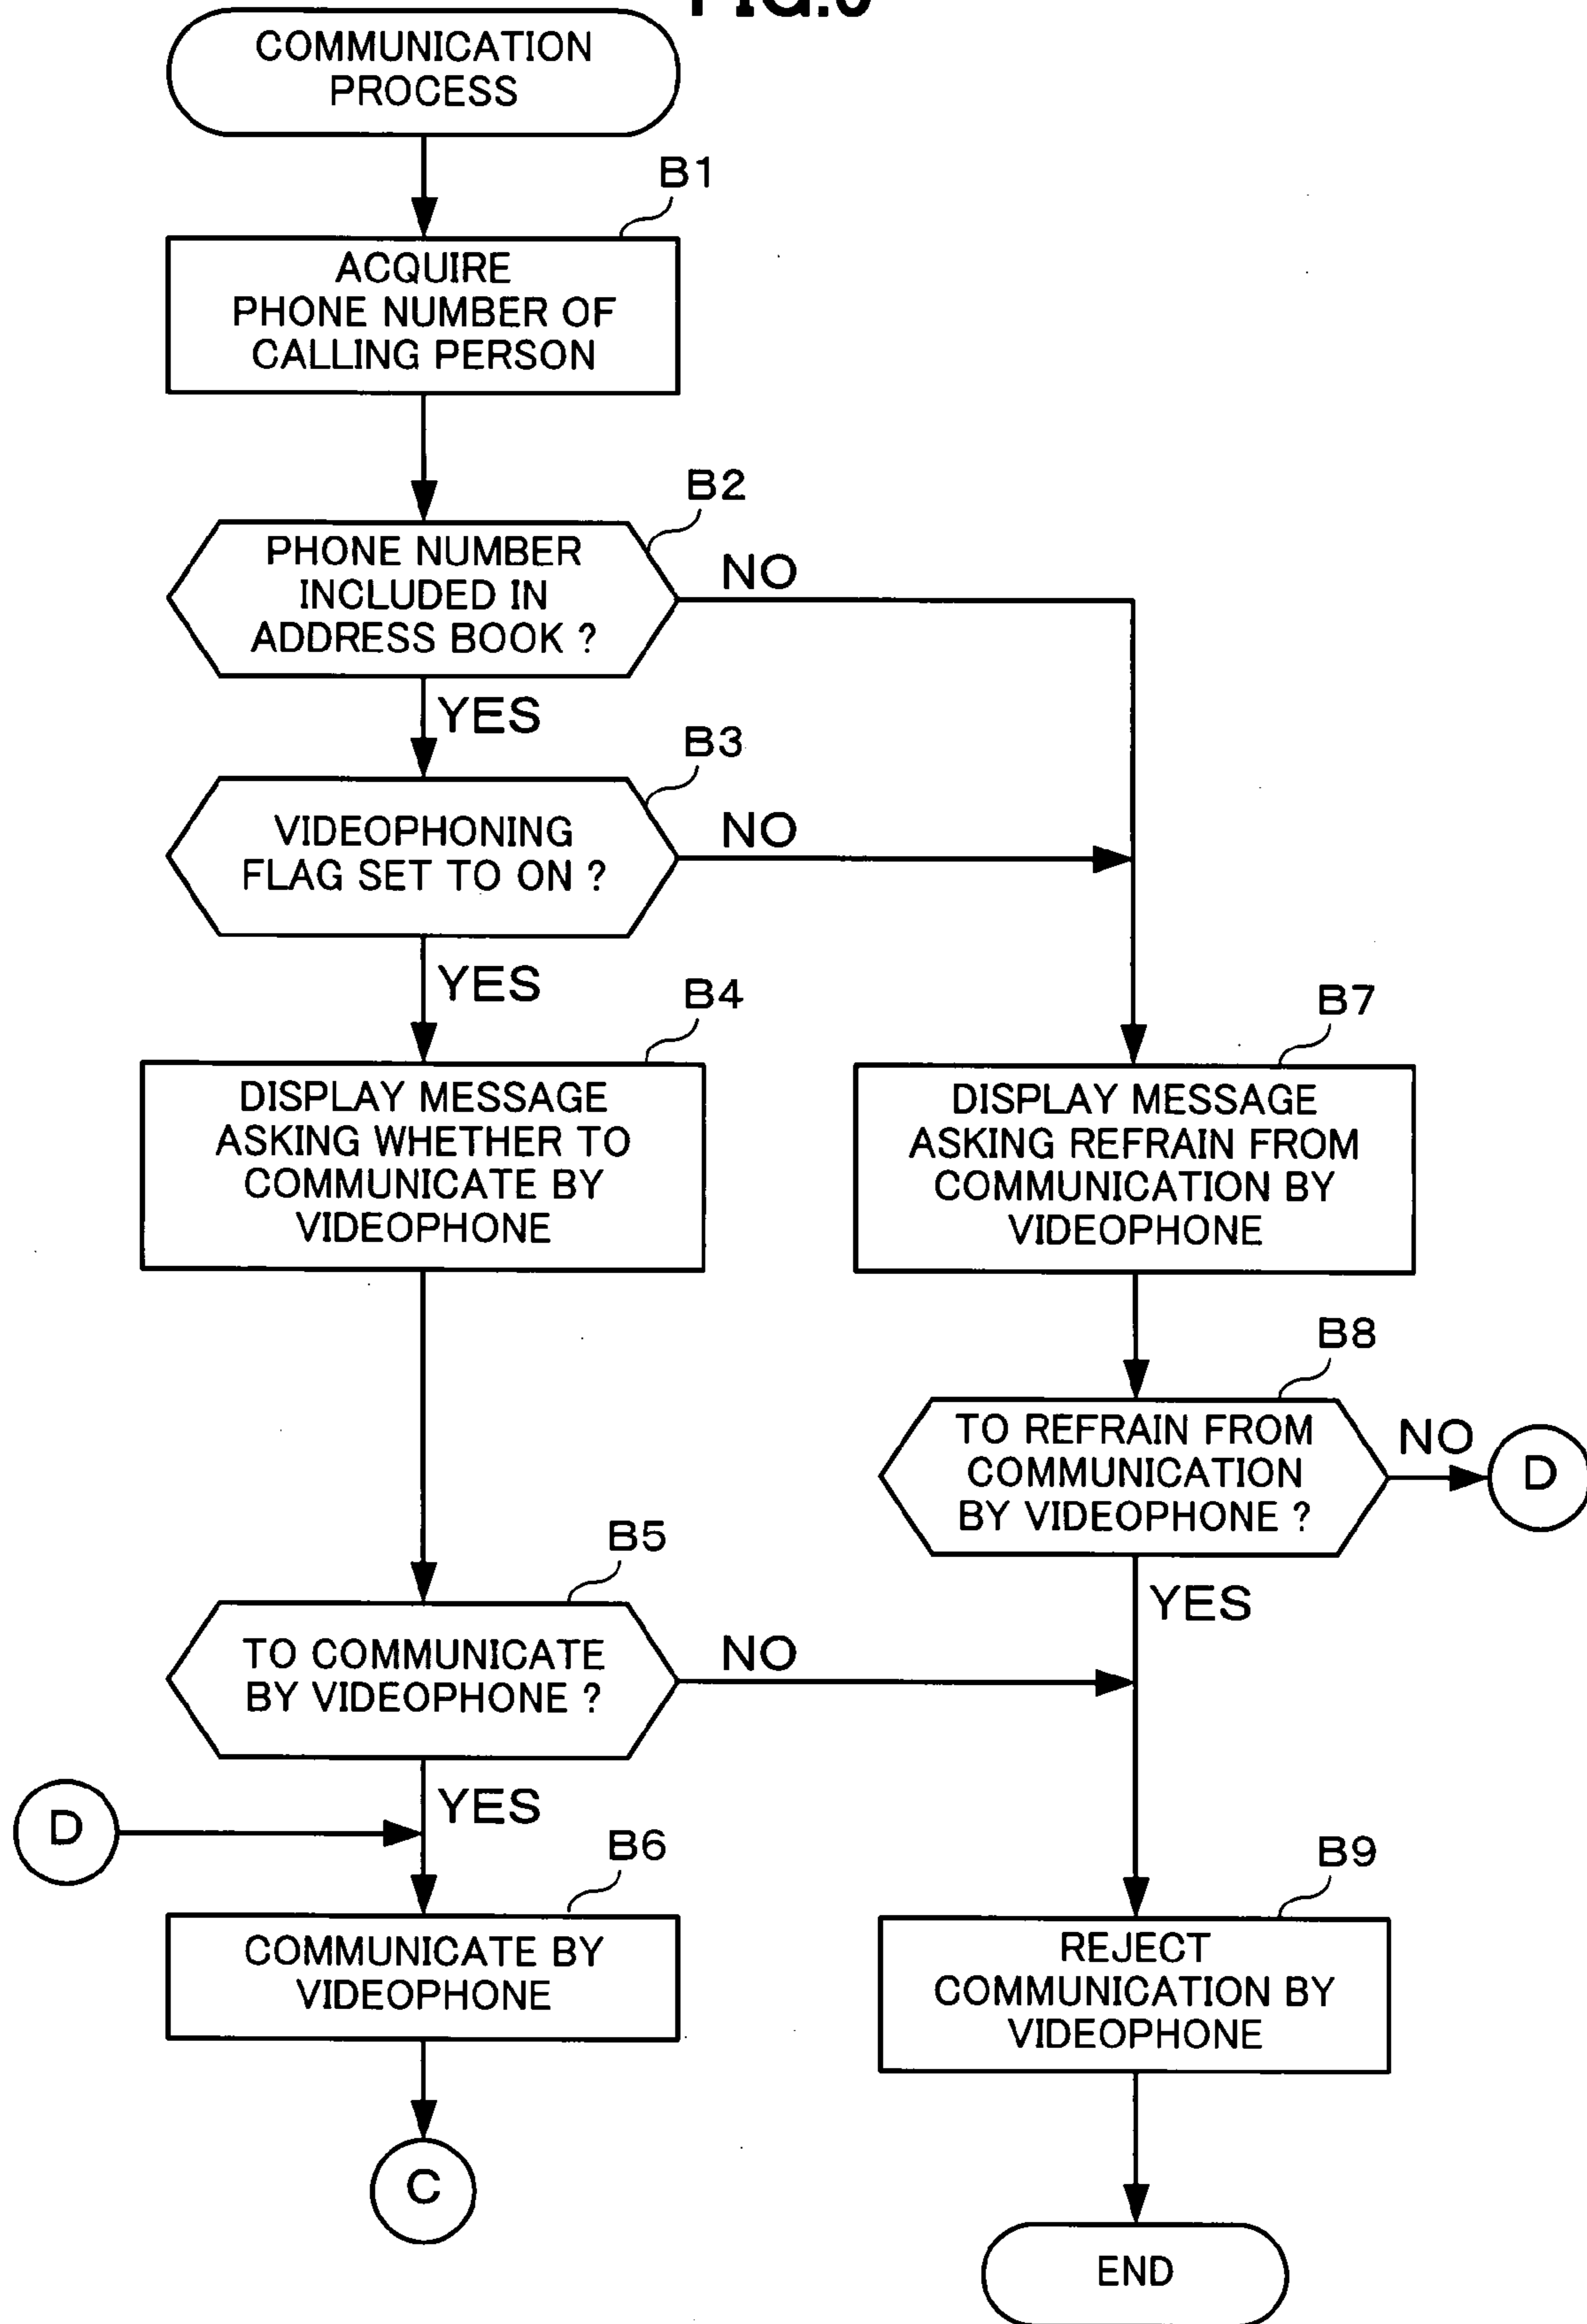 COMMUNICATION
PROCESS
B1
ACQUIRE
PHONE NUMBER OF
CALLING PERSON
B2
PHONE NUMBER
INCLUDED IN
ADDRESS BOOK ?
NO
YES
B3
VIDEOPHONING
FLAG SET TO ON ?
NO
YES
B4
DISPLAY MESSAGE
ASKING WHETHER TO
COMMUNICATE BY
VIDEOPHONE
B7
DISPLAY MESSAGE
ASKING REFRAIN FROM
COMMUNICATION BY
VIDEOPHONE
B8
TO REFRAIN FROM
COMMUNICATION
BY VIDEOPHONE ?
NO
D
YES
B5
TO COMMUNICATE
BY VIDEOPHONE ?
NO
YES
D
B6
COMMUNICATE BY
VIDEOPHONE
C
B9
REJECT
COMMUNICATION BY
VIDEOPHONE
END